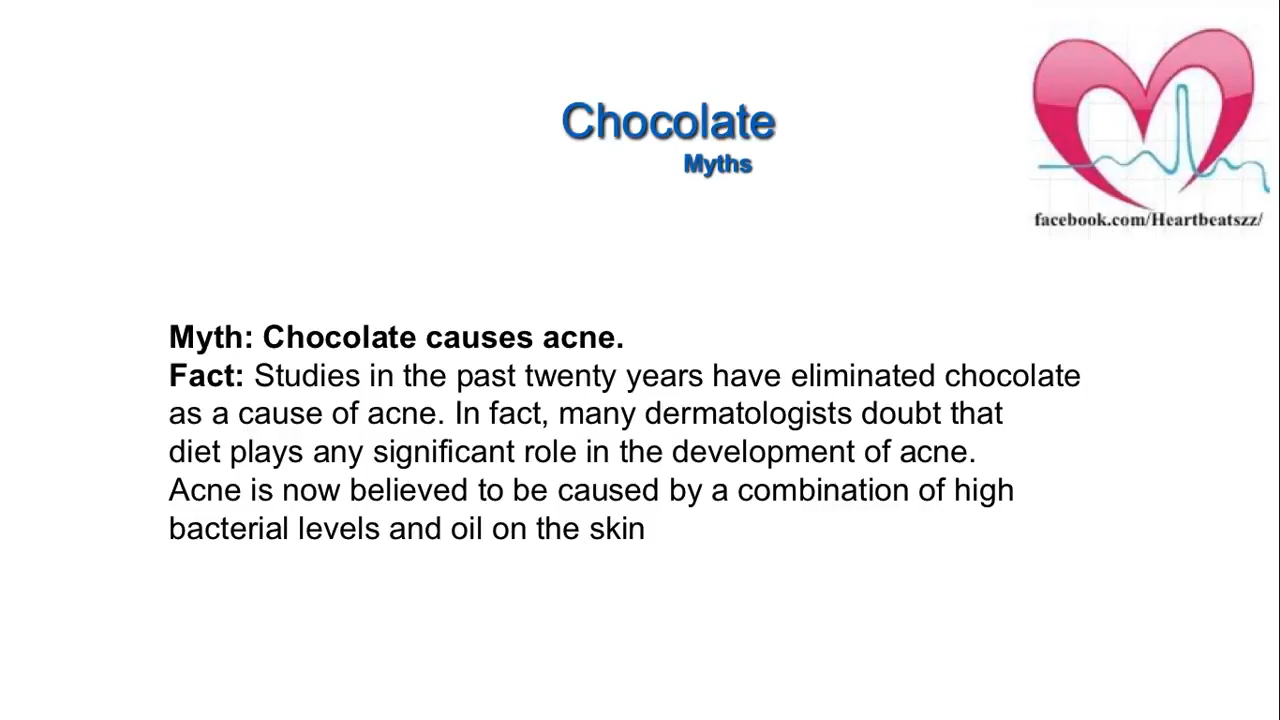 Chocolate
Myths
facebook.com/Heartbeatszz/
Myth: Chocolate causes acne.
Fact: Studies in the past twenty years have eliminated chocolate
as a cause of acne. In fact, many dermatologists doubt that
diet plays any significant role in the development of acne.
Acne is now believed to be caused by a combination of high
bacterial levels and oil on the skin